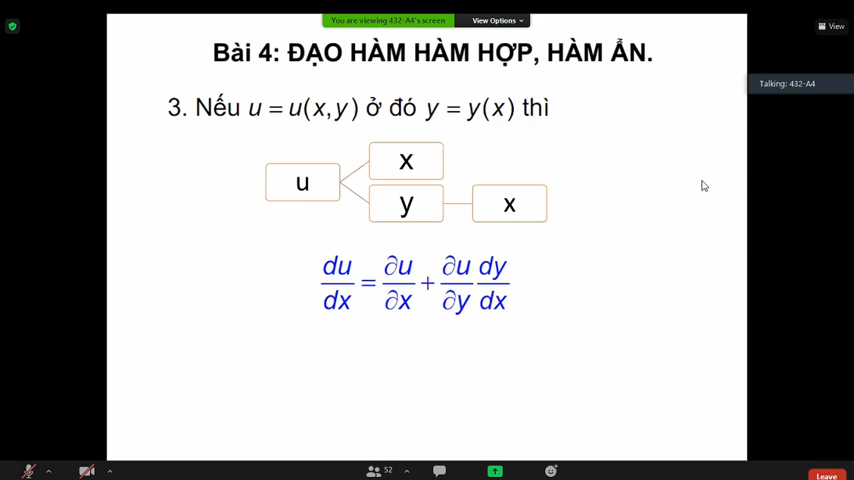 You are viewing 432-A4's screen
View Options
View
Bài 4: ĐẠO HÀM HÀM HỢP, HÀM ẨN.
Talking: 432-A4
3. Nếu u = u(x,y) ở đó y = y(x) thì
x
u
y
x
du/dx = ∂u/∂x + ∂u/∂y dy/dx
52
Leave